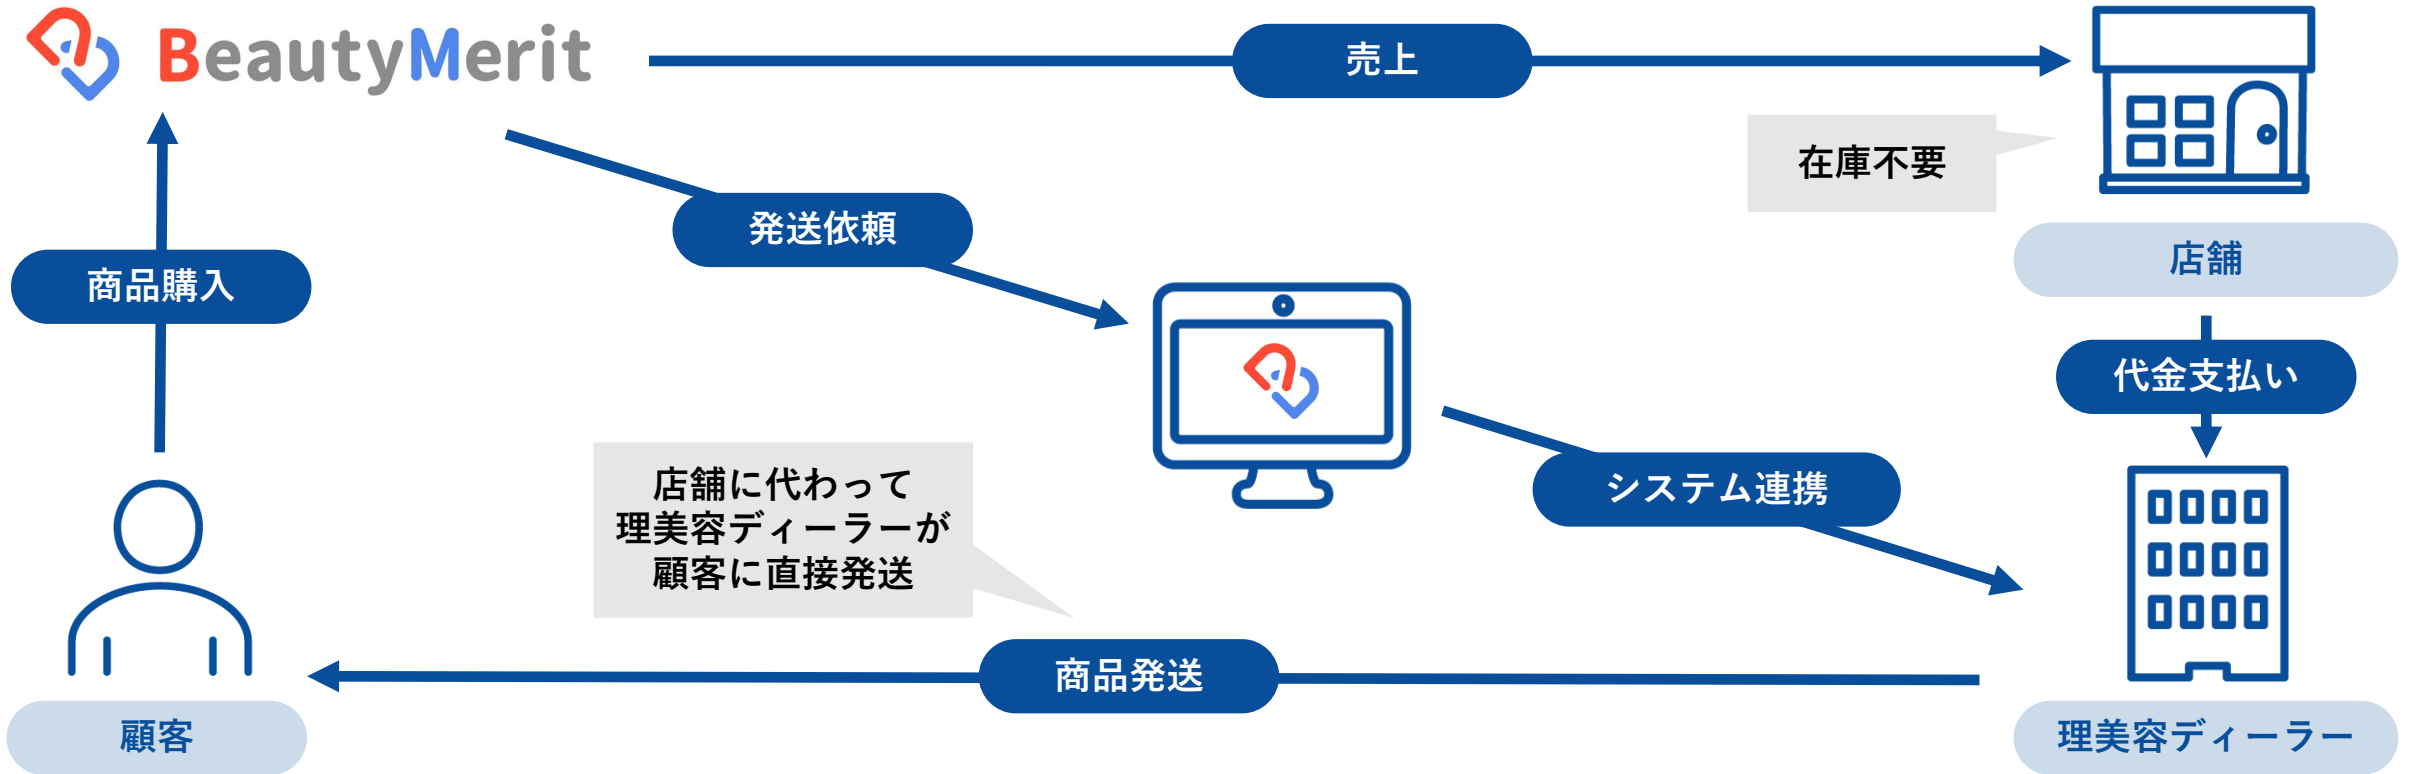 BeautyMerit
売上
在庫不要
発送依頼
店舗
商品購入
代金支払い
店舗に代わって
理美容ディーラーが
顧客に直接発送
システム連携
商品発送
顧客
理美容ディーラー